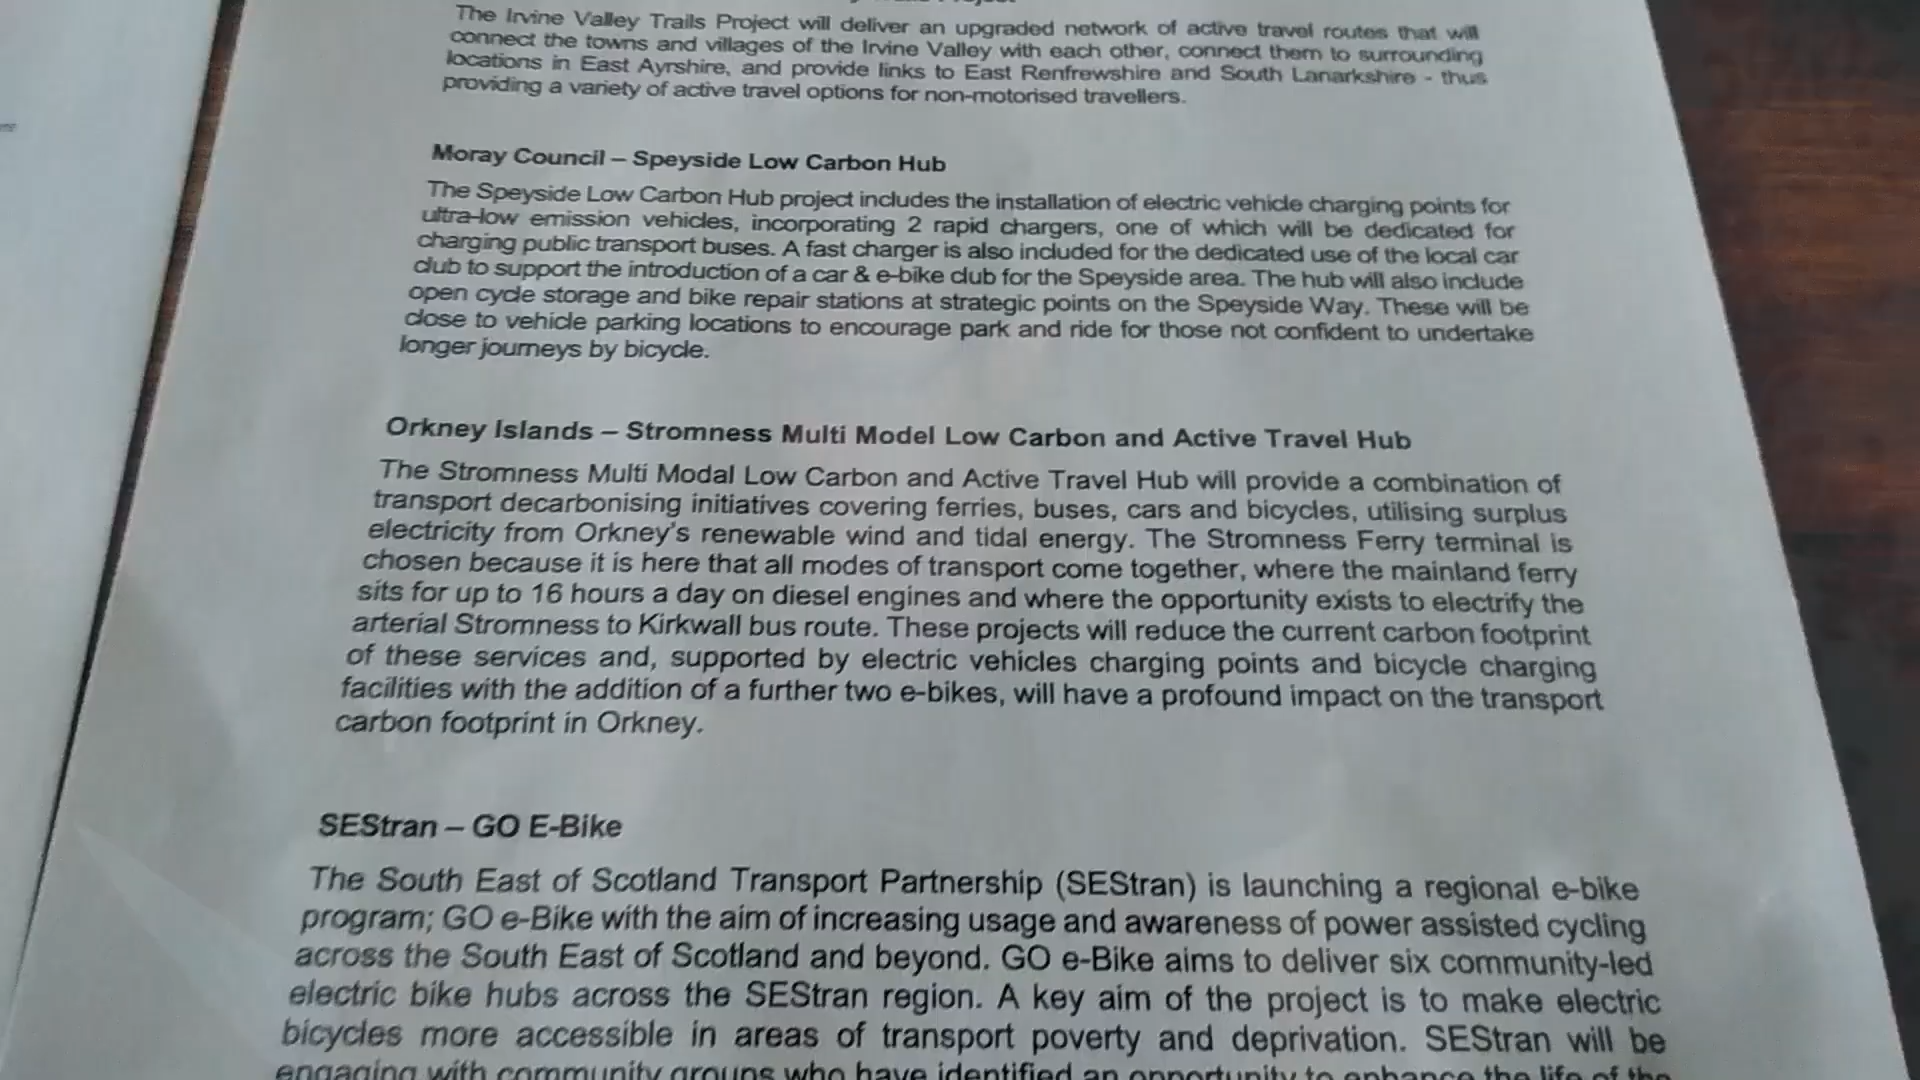 The Irvine Valley Trails Project will deliver an upgraded network of active travel routes that will
connect the towns and villages of the Irvine Valley with each other, connect them to surrounding
locations in East Ayrshire, and provide links to East Renfrewshire and South Lanarkshire - thus
providing a variety of active travel options for non-motorised travellers.
Moray Council – Speyside Low Carbon Hub
The Speyside Low Carbon Hub project includes the installation of electric vehicle charging points for
ultra-low emission vehicles, incorporating 2 rapid chargers, one of which will be dedicated for
charging public transport buses. A fast charger is also included for the dedicated use of the local car
club to support the introduction of a car & e-bike club for the Speyside area. The hub will also include
open cycle storage and bike repair stations at strategic points on the Speyside Way. These will be
close to vehicle parking locations to encourage park and ride for those not confident to undertake
longer journeys by bicycle.
Orkney Islands – Stromness Multi Model Low Carbon and Active Travel Hub
The Stromness Multi Modal Low Carbon and Active Travel Hub will provide a combination of
transport decarbonising initiatives covering ferries, buses, cars and bicycles, utilising surplus
electricity from Orkney's renewable wind and tidal energy. The Stromness Ferry terminal is
chosen because it is here that all modes of transport come together, where the mainland ferry
sits for up to 16 hours a day on diesel engines and where the opportunity exists to electrify the
arterial Stromness to Kirkwall bus route. These projects will reduce the current carbon footprint
of these services and, supported by electric vehicles charging points and bicycle charging
facilities with the addition of a further two e-bikes, will have a profound impact on the transport
carbon footprint in Orkney.
SEStran – GO E-Bike
The South East of Scotland Transport Partnership (SEStran) is launching a regional e-bike
program; GO e-Bike with the aim of increasing usage and awareness of power assisted cycling
across the South East of Scotland and beyond. GO e-Bike aims to deliver six community-led
electric bike hubs across the SEStran region. A key aim of the project is to make electric
bicycles more accessible in areas of transport poverty and deprivation. SEStran will be
engaging with community groups who have identified an opportunity to enhance the life of the